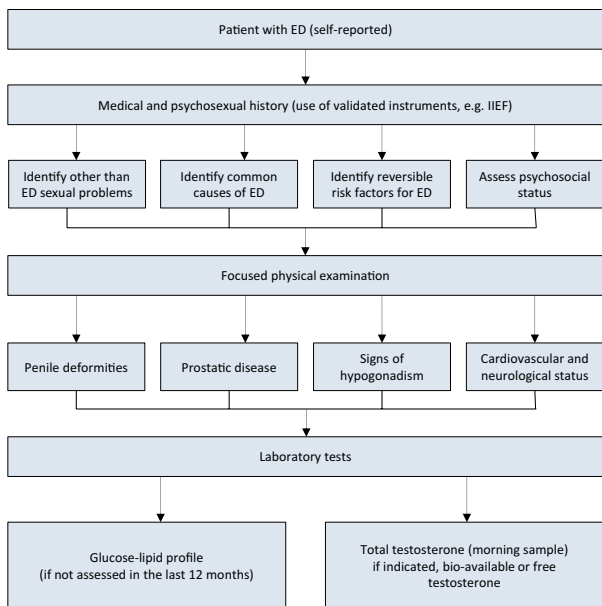 Patient with ED (self-reported)
Medical and psychosexual history (use of validated instruments, e.g. IIEF)
Identify other than
ED sexual problems
Identify common
causes of ED
Identify reversible
risk factors for ED
Assess psychosocial
status
Focused physical examination
Penile deformities
Prostatic disease
Signs of
hypogonadism
Cardiovascular and
neurological status
Laboratory tests
Glucose-lipid profile
(if not assessed in the last 12 months)
Total testosterone (morning sample)
if indicated, bio-available or free
testosterone